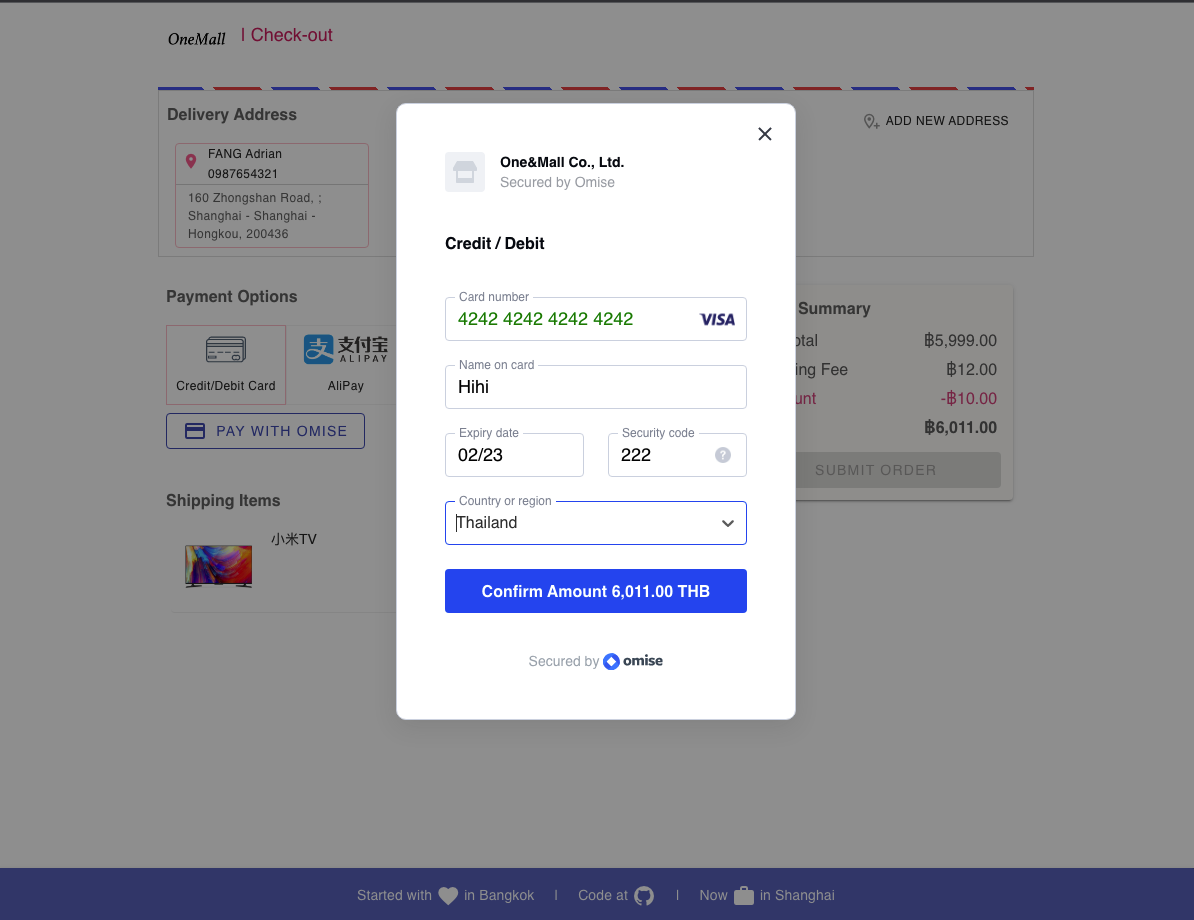 OneMall | Check-out
Delivery Address
ADD NEW ADDRESS
FANG Adrian
0987654321
160 Zhongshan Road, ;
Shanghai - Shanghai -
Hongkou, 200436
Payment Options
Credit/Debit Card
支付宝
ALIPAY
AliPay
PAY WITH OMISE
Shipping Items
小米TV
One&Mall Co., Ltd.
Secured by Omise
Credit / Debit
Card number
4242 4242 4242 4242 VISA
Name on card
Hihi
Expiry date
02/23
Security code
222 ?
Country or region
Thailand
Confirm Amount 6,011.00 THB
Secured by omise
Summary
฿5,999.00
Fee ฿12.00
-฿10.00
฿6,011.00
SUBMIT ORDER
Started with in Bangkok | Code at | Now in Shanghai